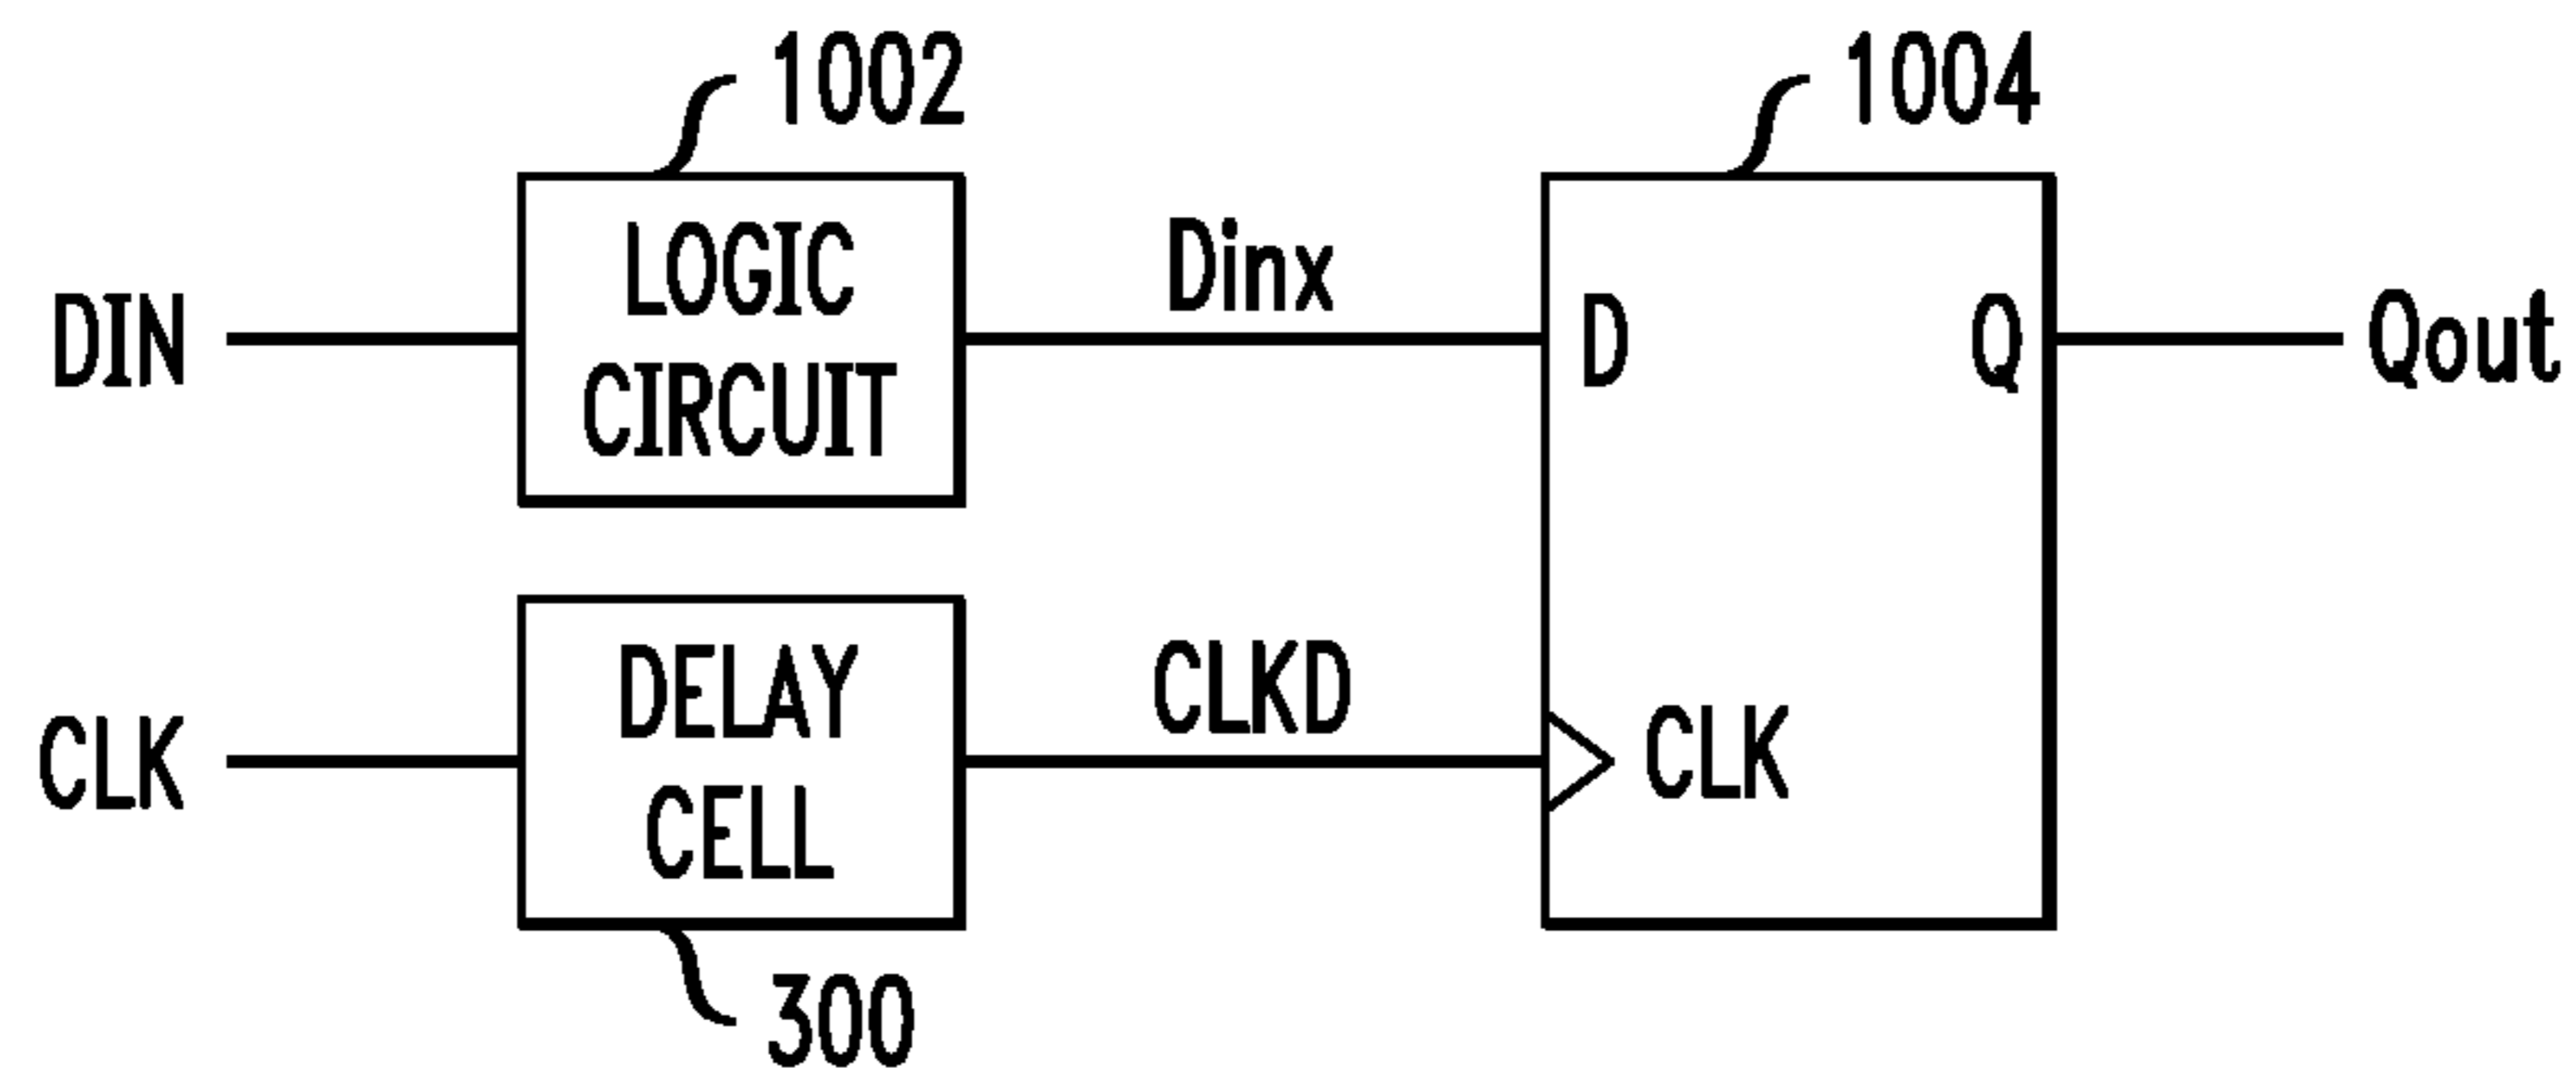 1002
1004
LOGIC
CIRCUIT
DIN
Dinx
D
Q
Qout
DELAY
CELL
CLK
CLKD
CLK
300